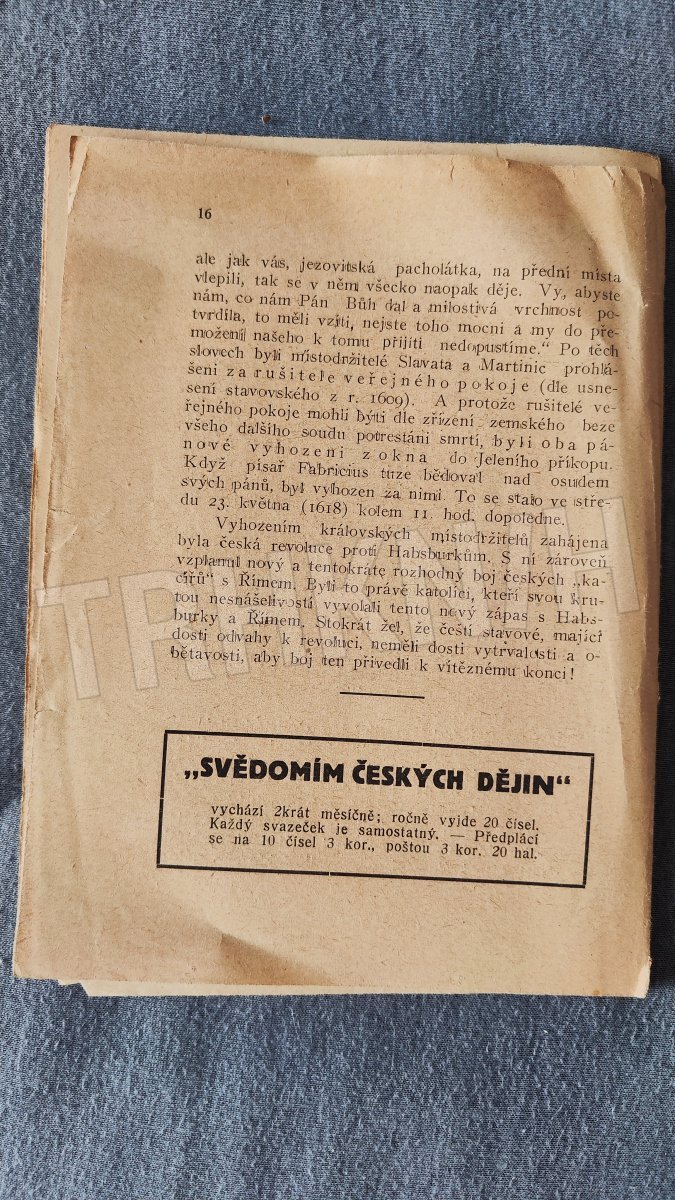 16
ale jak vás, jezovitská pacholátka, na přední místa
vlepili, tak se v něm všecko naopak děje. Vy, abyste
nám, co nám Pán Bůh dal a milostivá vrchnost po-
tvrdila, to měli vzíti, nejste toho mocni a my do pře-
možení našeho k tomu přijíti nedopustíme.“ Po těch
slovech byli místodržitelé Slavata a Martinic prohlá-
šeni za rušitele veřejného pokoje (dle usne-
sení stavovského z r. 1609). A protože rušitelé ve-
řejného pokoje mohli býti dle zřízení zemského beze
všeho dalšího soudu potrestáni smrtí, byli oba pá-
nové vyhozeni z okna do Jeleního příkopu.
Když písař Fabricius tuze bědoval nad osudem
svých pánů, byl vyhozen za nimi. To se stalo ve stře-
du 23. května (1618) kolem 11. hod. dopoledne.
Vyhozením královských místodržitelů zahájena
byla česká revoluce proti Habsburkům. S ní zároveň
vzplanul nový a tentokráte rozhodný boj českých „ka-
cířů“ s Římem. Byli to právě katolíci, kteří svou kru-
tou nesnášelivostí vyvolali tento nový zápas s Habs-
burky a Římem. Stokrát žel, že čeští stavové, mající
dosti odvahy k revoluci, neměli dosti vytrvalosti a o-
bětavosti, aby boj ten přivedli k vítěznému konci!
„SVĚDOMÍM ČESKÝCH DĚJIN“
vychází 2krát měsíčně; ročně vyjde 20 čísel.
Každý svazeček je samostatný. — Předplácí
se na 10 čísel 3 kor., poštou 3 kor. 20 hal.